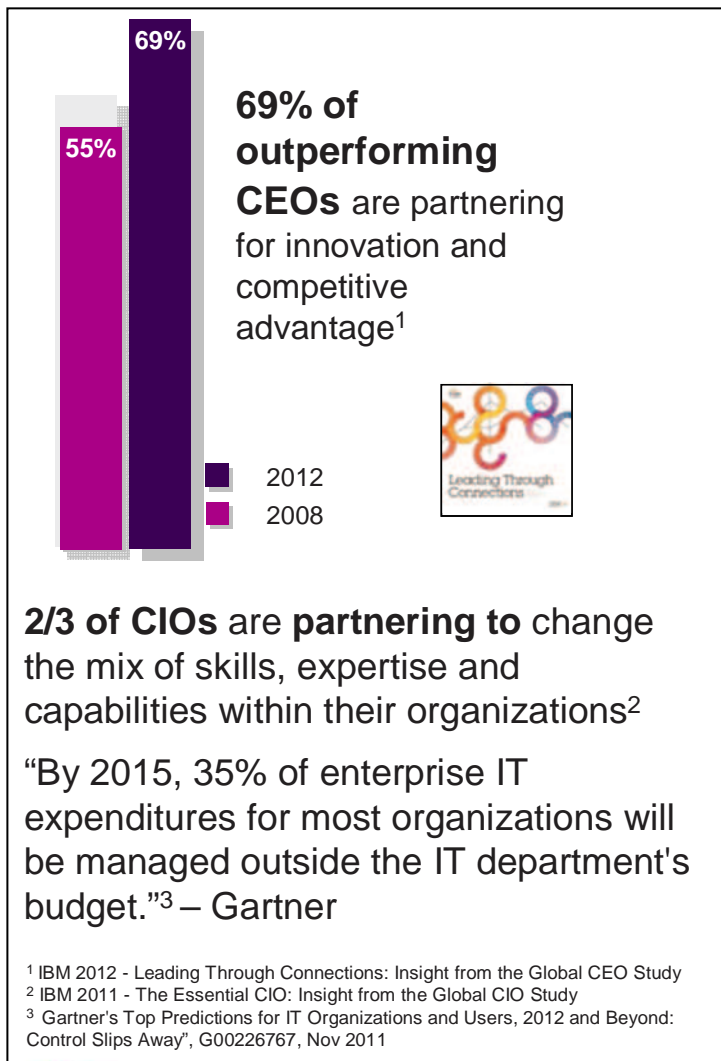 69%
55%
69% of
outperforming
CEOs are partnering
for innovation and
competitive
advantage1
Leading Through
Connections
2012
2008
2/3 of CIOs are partnering to change
the mix of skills, expertise and
capabilities within their organizations2
“By 2015, 35% of enterprise IT
expenditures for most organizations will
be managed outside the IT department's
budget.”3 – Gartner
1 IBM 2012 - Leading Through Connections: Insight from the Global CEO Study
2 IBM 2011 - The Essential CIO: Insight from the Global CIO Study
3 Gartner's Top Predictions for IT Organizations and Users, 2012 and Beyond:
Control Slips Away”, G00226767, Nov 2011